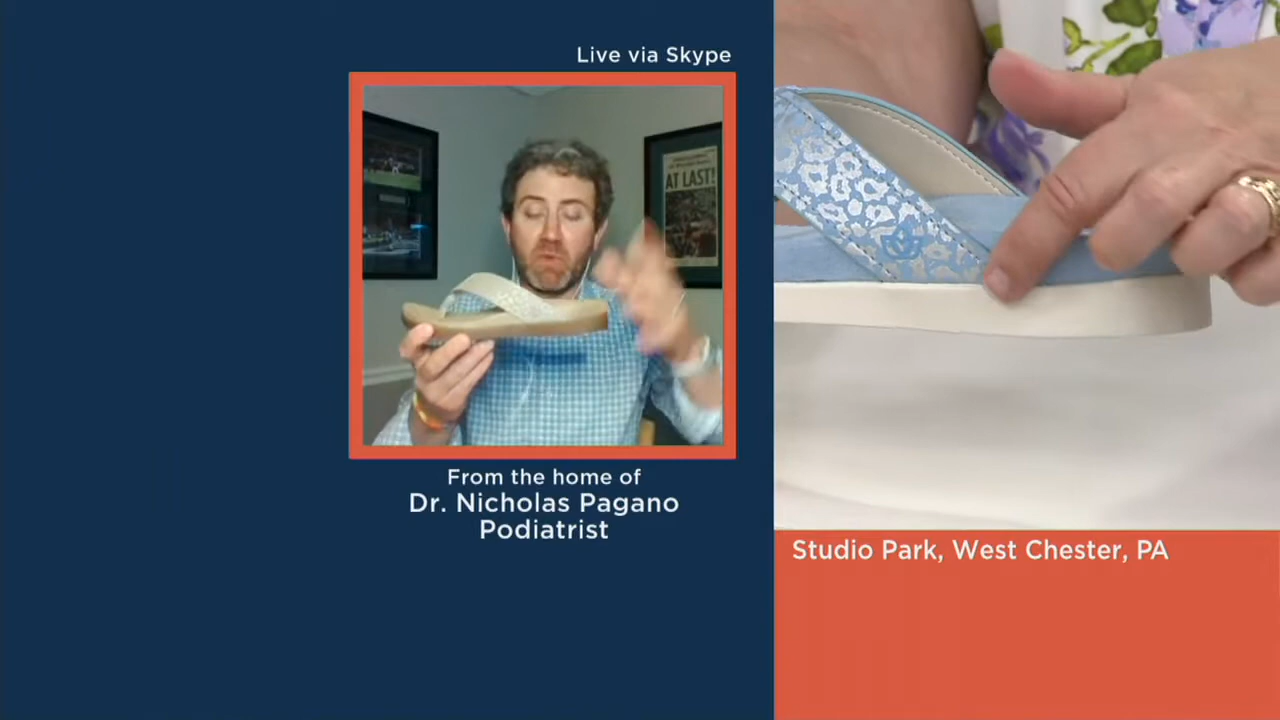 Live via Skype
AT LAST!
From the home of
Dr. Nicholas Pagano
Podiatrist
Studio Park, West Chester, PA